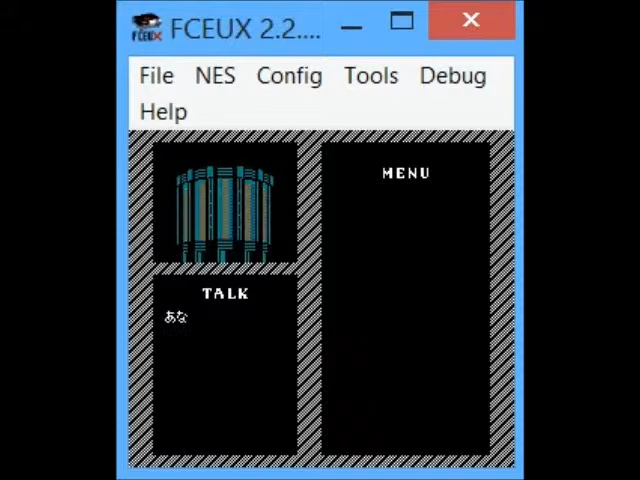 FCEUX 2.2....
File NES Config Tools Debug
Help
MENU
TALK
あな